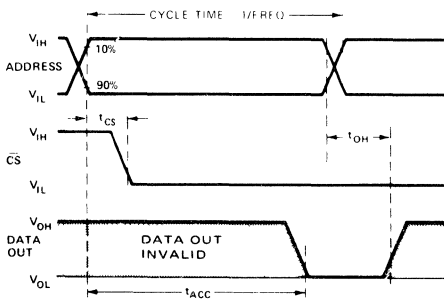 CYCLE TIME 1/FREQ
VIH
10%
ADDRESS
90%
VIL
tCS
VIH
tOH
CS
VIL
VOH
DATA OUT
DATA OUT INVALID
VOL
tACC